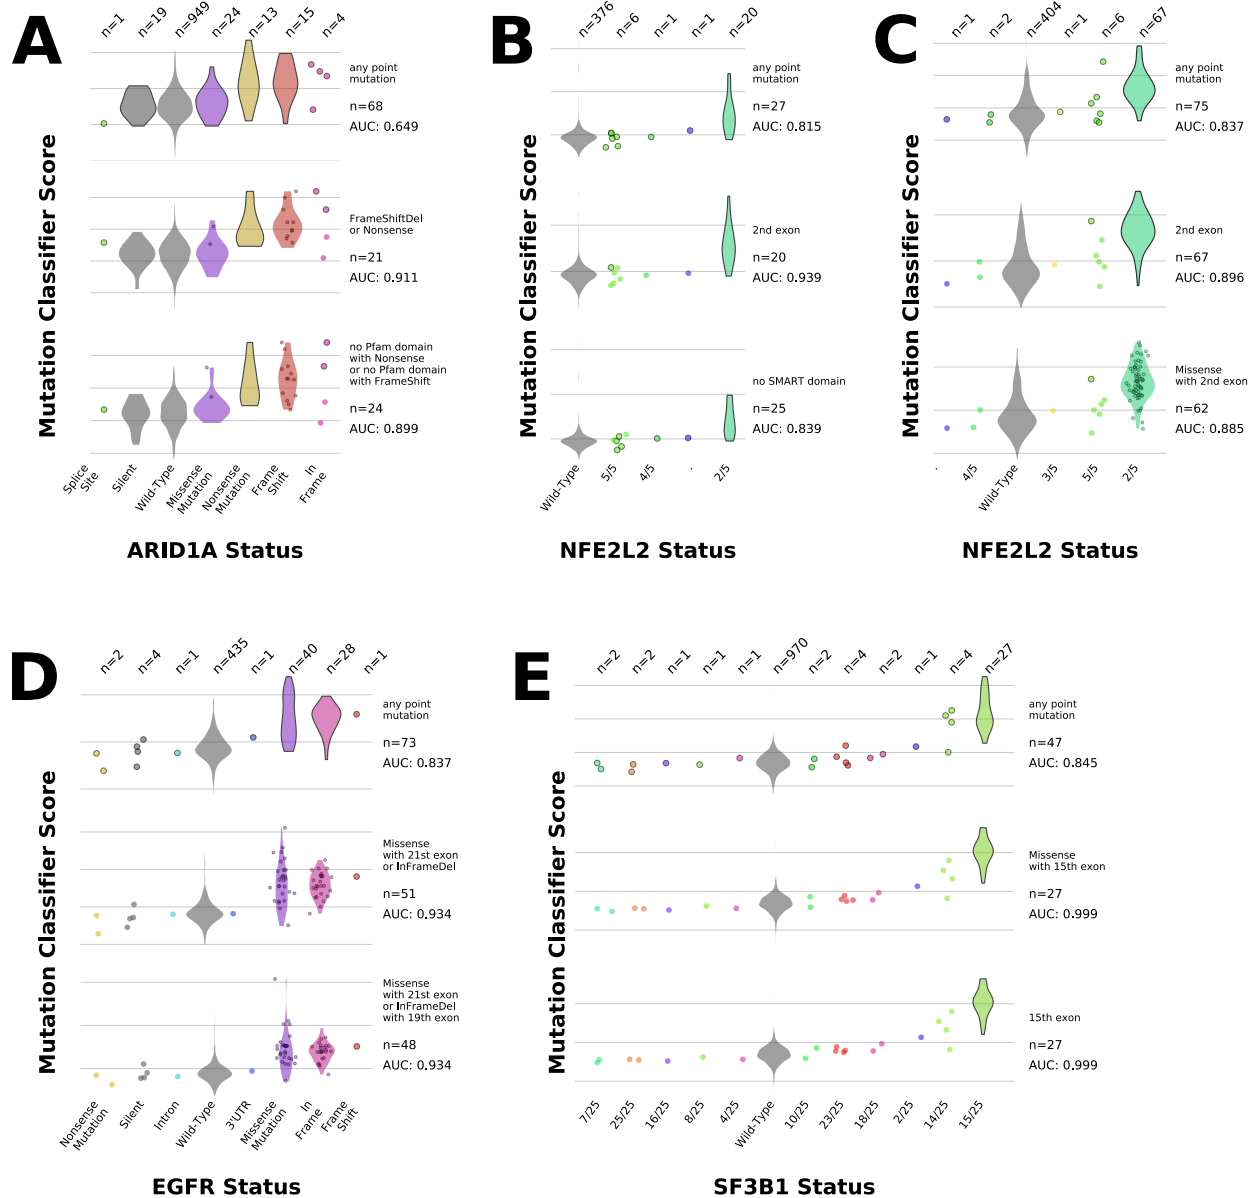 A
n=1
n=19
n=949
n=24
n=13
n=15
n=4
Mutation Classifier Score
any point
mutation
n=68
AUC: 0.649
FrameShiftDel
or Nonsense
n=21
AUC: 0.911
no Pfam domain
with Nonsense
or no Pfam domain
with FrameShift
n=24
AUC: 0.899
Splice
Site
Silent
Wild-Type
Missense
Mutation
Nonsense
Mutation
Frame
Shift
In
Frame
ARID1A Status
B
n=376
n=6
n=1
n=1
n=20
Mutation Classifier Score
any point
mutation
n=27
AUC: 0.815
2nd exon
n=20
AUC: 0.939
no SMART domain
n=25
AUC: 0.839
Wild-Type
5/5
4/5
.
2/5
NFE2L2 Status
C
n=1
n=2
n=404
n=1
n=6
n=67
Mutation Classifier Score
any point
mutation
n=75
AUC: 0.837
2nd exon
n=67
AUC: 0.896
Missense
with 2nd exon
n=62
AUC: 0.885
.
4/5
Wild-Type
3/5
5/5
2/5
NFE2L2 Status
D
n=2
n=4
n=1
n=435
n=1
n=40
n=28
n=1
Mutation Classifier Score
any point
mutation
n=73
AUC: 0.837
Missense
with 21st exon
or InFrameDel
n=51
AUC: 0.934
Missense
with 21st exon
or InFrameDel
with 19th exon
n=48
AUC: 0.934
Nonsense
Mutation
Silent
Intron
Wild-Type
3'UTR
Missense
Mutation
In
Frame
Frame
Shift
EGFR Status
E
n=2
n=2
n=1
n=1
n=1
n=970
n=2
n=4
n=2
n=1
n=4
n=27
Mutation Classifier Score
any point
mutation
n=47
AUC: 0.845
Missense
with 15th exon
n=27
AUC: 0.999
15th exon
n=27
AUC: 0.999
7/25
25/25
16/25
8/25
4/25
Wild-Type
10/25
23/25
18/25
2/25
14/25
15/25
SF3B1 Status